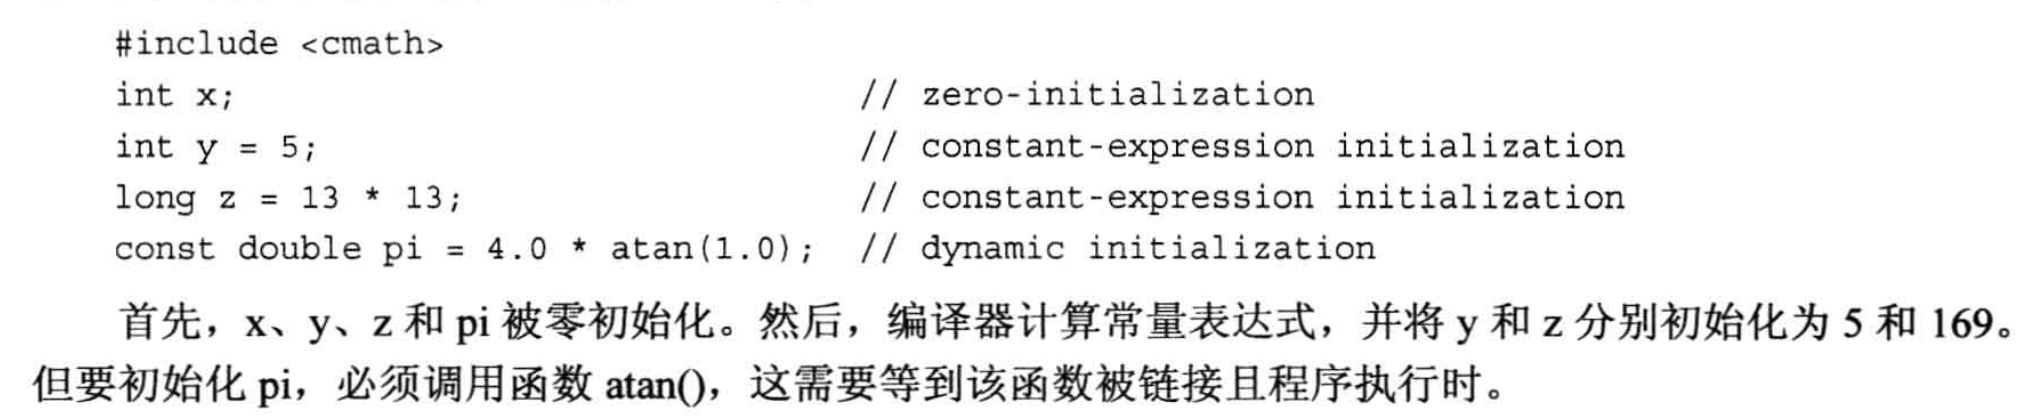 #include <cmath>
int x; // zero-initialization
int y = 5; // constant-expression initialization
long z = 13 * 13; // constant-expression initialization
const double pi = 4.0 * atan(1.0); // dynamic initialization
首先，x、y、z 和 pi 被零初始化。然后，编译器计算常量表达式，并将 y 和 z 分别初始化为 5 和 169。
但要初始化 pi，必须调用函数 atan()，这需要等到该函数被链接且程序执行时。